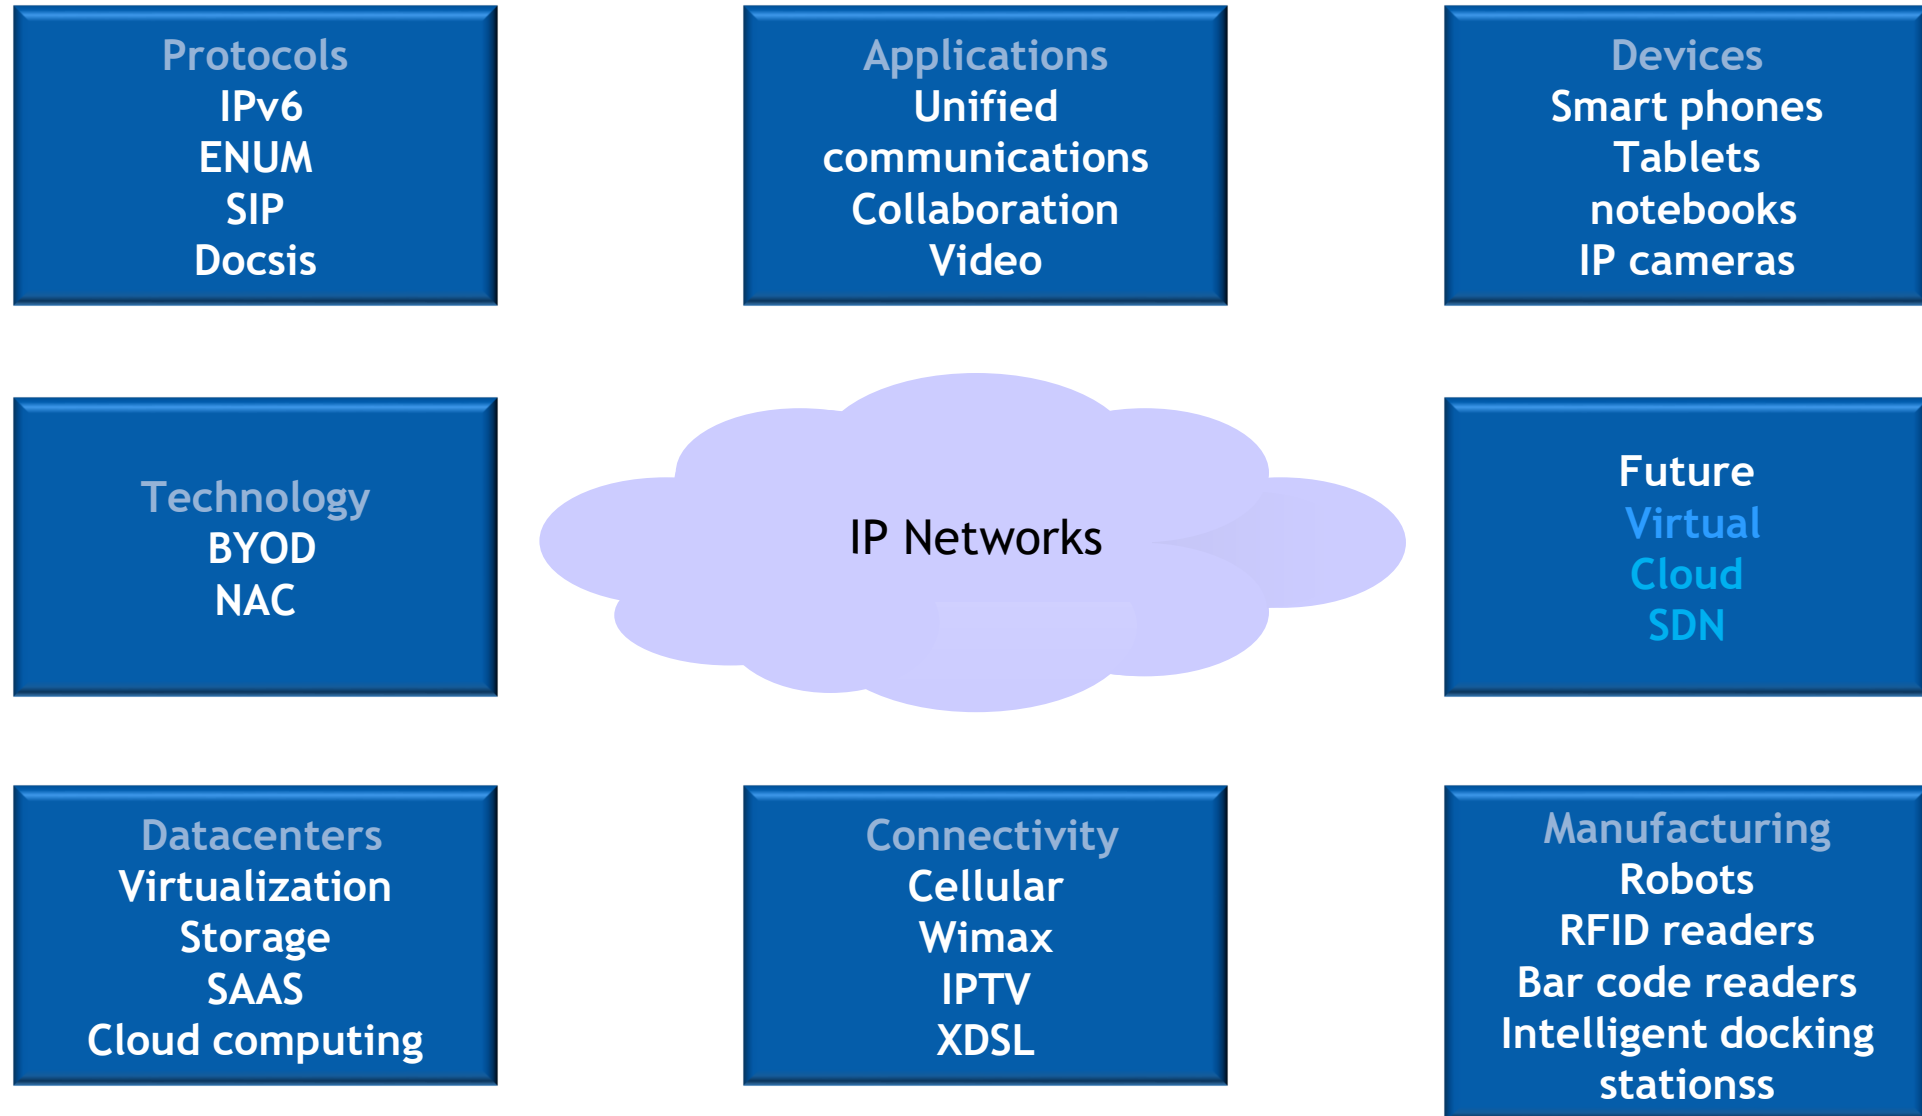 Protocols
IPv6
ENUM
SIP
Docsis
Applications
Unified
communications
Collaboration
Video
Devices
Smart phones
Tablets
notebooks
IP cameras
Technology
BYOD
NAC
IP Networks
Future
Virtual
Cloud
SDN
Datacenters
Virtualization
Storage
SAAS
Cloud computing
Connectivity
Cellular
Wimax
IPTV
XDSL
Manufacturing
Robots
RFID readers
Bar code readers
Intelligent docking
stationss